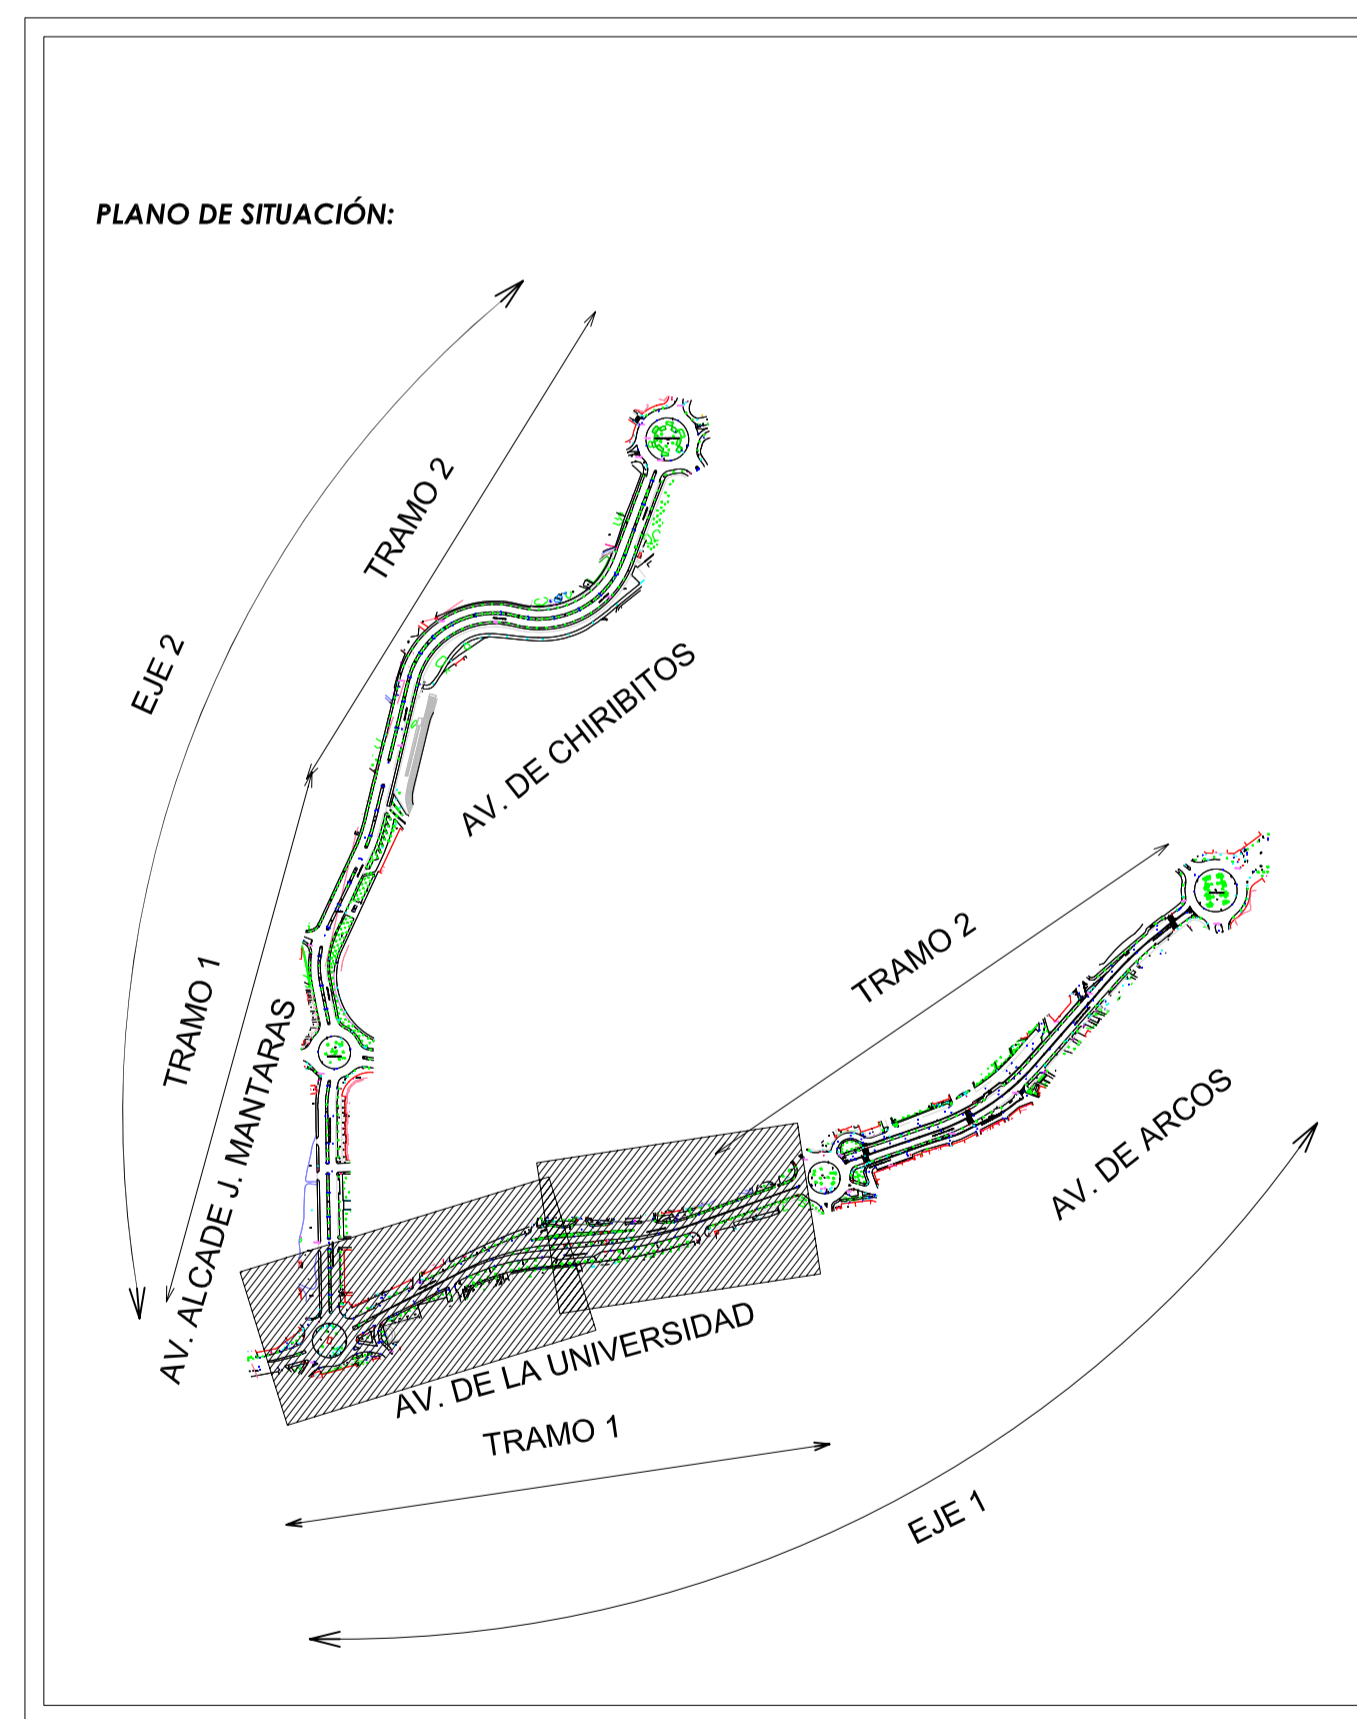 PLANO DE SITUACIÓN:
TRAMO 2
EJE 2
AV. DE CHIRIBITOS
TRAMO 2
TRAMO 1
AV. ALCADE J. MANTARAS
AV. DE ARCOS
AV. DE LA UNIVERSIDAD
TRAMO 1
EJE 1